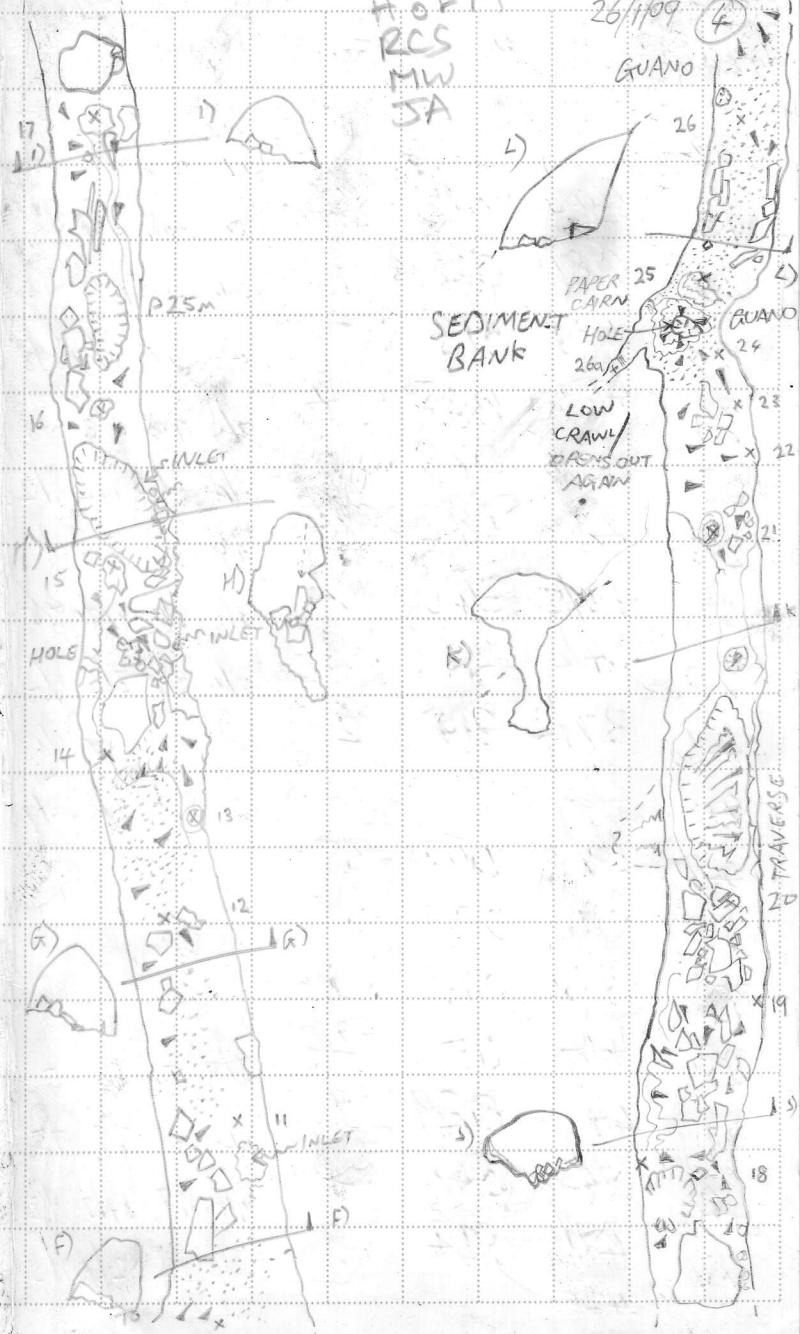 RCS
MW
JA
26/1/09
4
GUANO
17
I)
I)
26
L)
L)
P25m
PAPER
CAIRN
25
SEDIMENT
BANK
HOLE
GUANO
24
26a
23
LOW
CRAWL
OPENS OUT
AGAIN
22
16
INLET
21
H)
15
H)
K
K)
INLET
HOLE
14
13
?
TRAVERSE
20
12
G)
G)
19
11
INLET
J)
J)
18
F)
F)